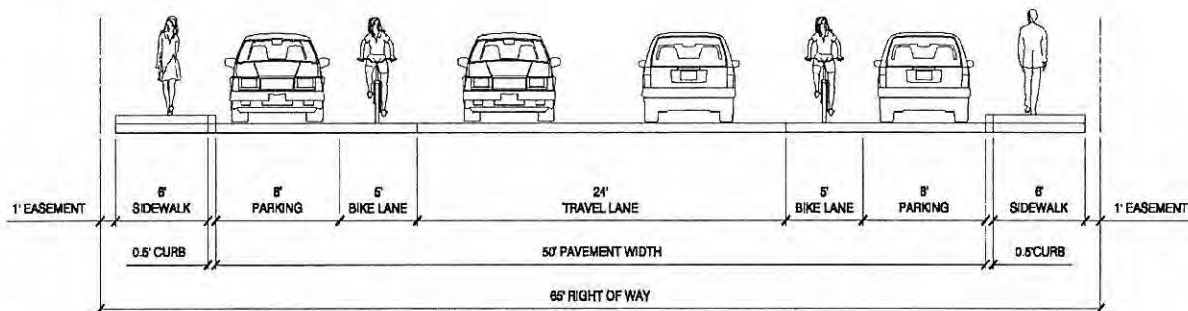 6' 8' 5' 24' 5' 8' 6'
1' EASEMENT SIDEWALK PARKING BIKE LANE TRAVEL LANE BIKE LANE PARKING SIDEWALK 1' EASEMENT
0.5' CURB 50' PAVEMENT WIDTH 0.5'CURB
65' RIGHT OF WAY